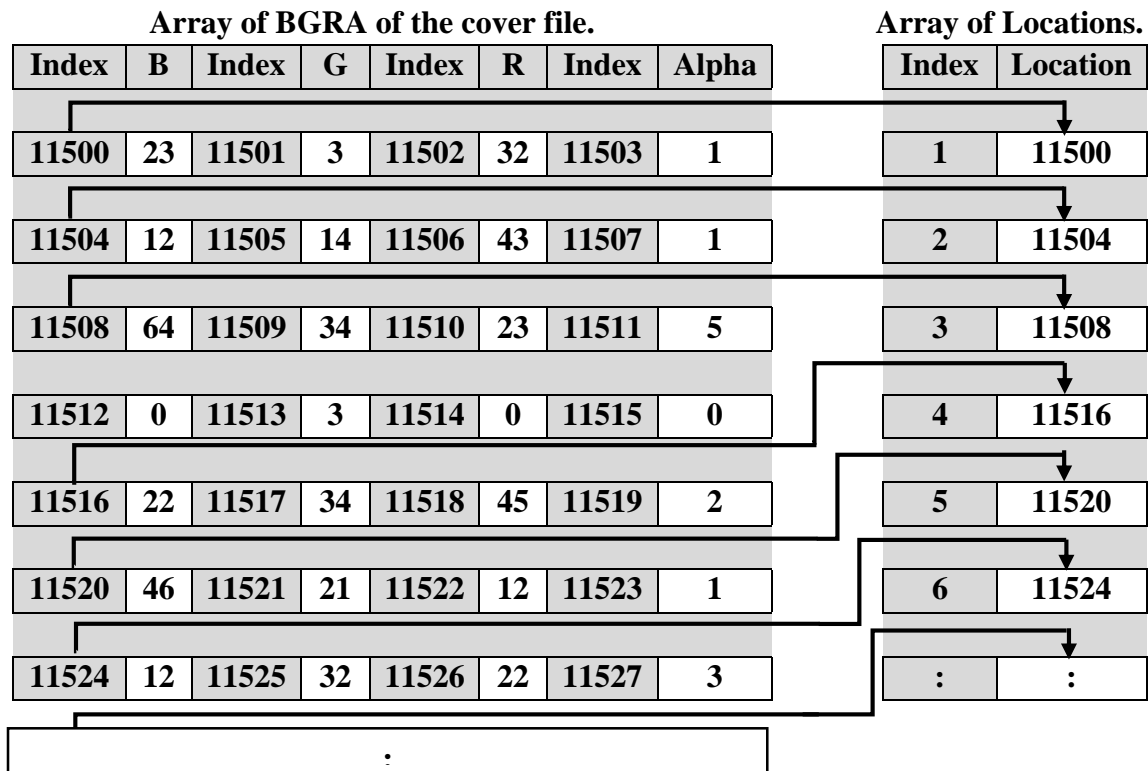 Array of BGRA of the cover file. Array of Locations.
Index B Index G Index R Index Alpha Index Location
11500 23 11501 3 11502 32 11503 1 1 11500
11504 12 11505 14 11506 43 11507 1 2 11504
11508 64 11509 34 11510 23 11511 5 3 11508
11512 0 11513 3 11514 0 11515 0 4 11516
11516 22 11517 34 11518 45 11519 2 5 11520
11520 46 11521 21 11522 12 11523 1 6 11524
11524 12 11525 32 11526 22 11527 3 : :
: